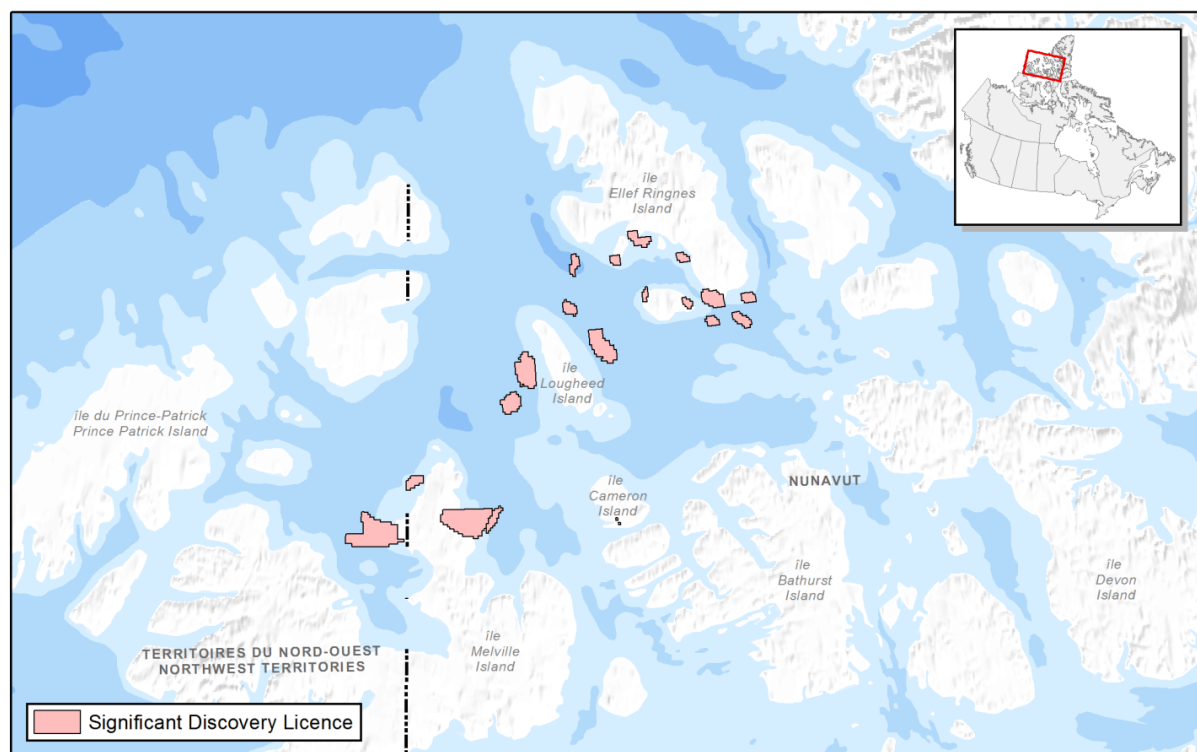 île
Ellef Ringnes
Island
île
Lougheed
Island
île du Prince-Patrick
Prince Patrick Island
île
Cameron
Island
NUNAVUT
île
Bathurst
Island
île
Devon
Island
TERRITOIRES DU NORD-OUEST
NORTHWEST TERRITORIES
île
Melville
Island
Significant Discovery Licence